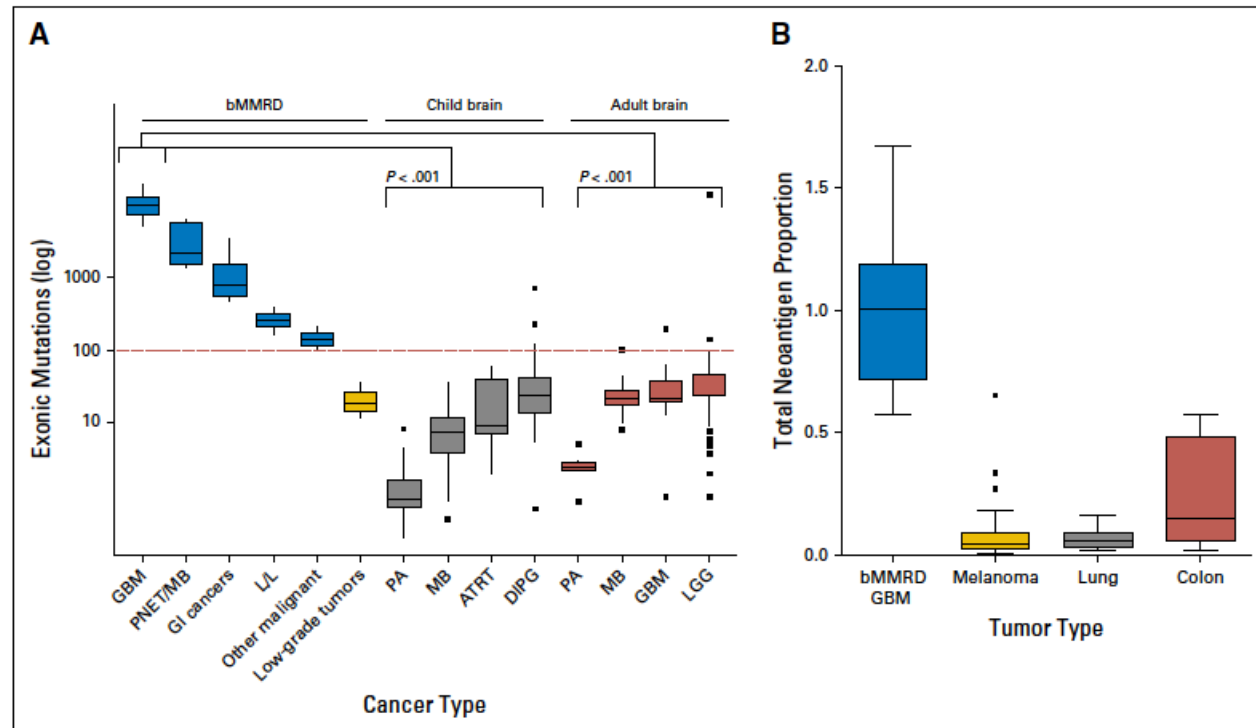 A
bMMRD
Child brain
Adult brain
P < .001
P < .001
Exonic Mutations (log)
1000
100
10
GBM
PNET/MB
GI cancers
L/L
Other malignant
Low-grade tumors
PA
MB
ATRT
DIPG
PA
MB
GBM
LGG
Cancer Type
B
Total Neoantigen Proportion
2.0
1.5
1.0
0.5
0.0
bMMRD
GBM
Melanoma
Lung
Colon
Tumor Type